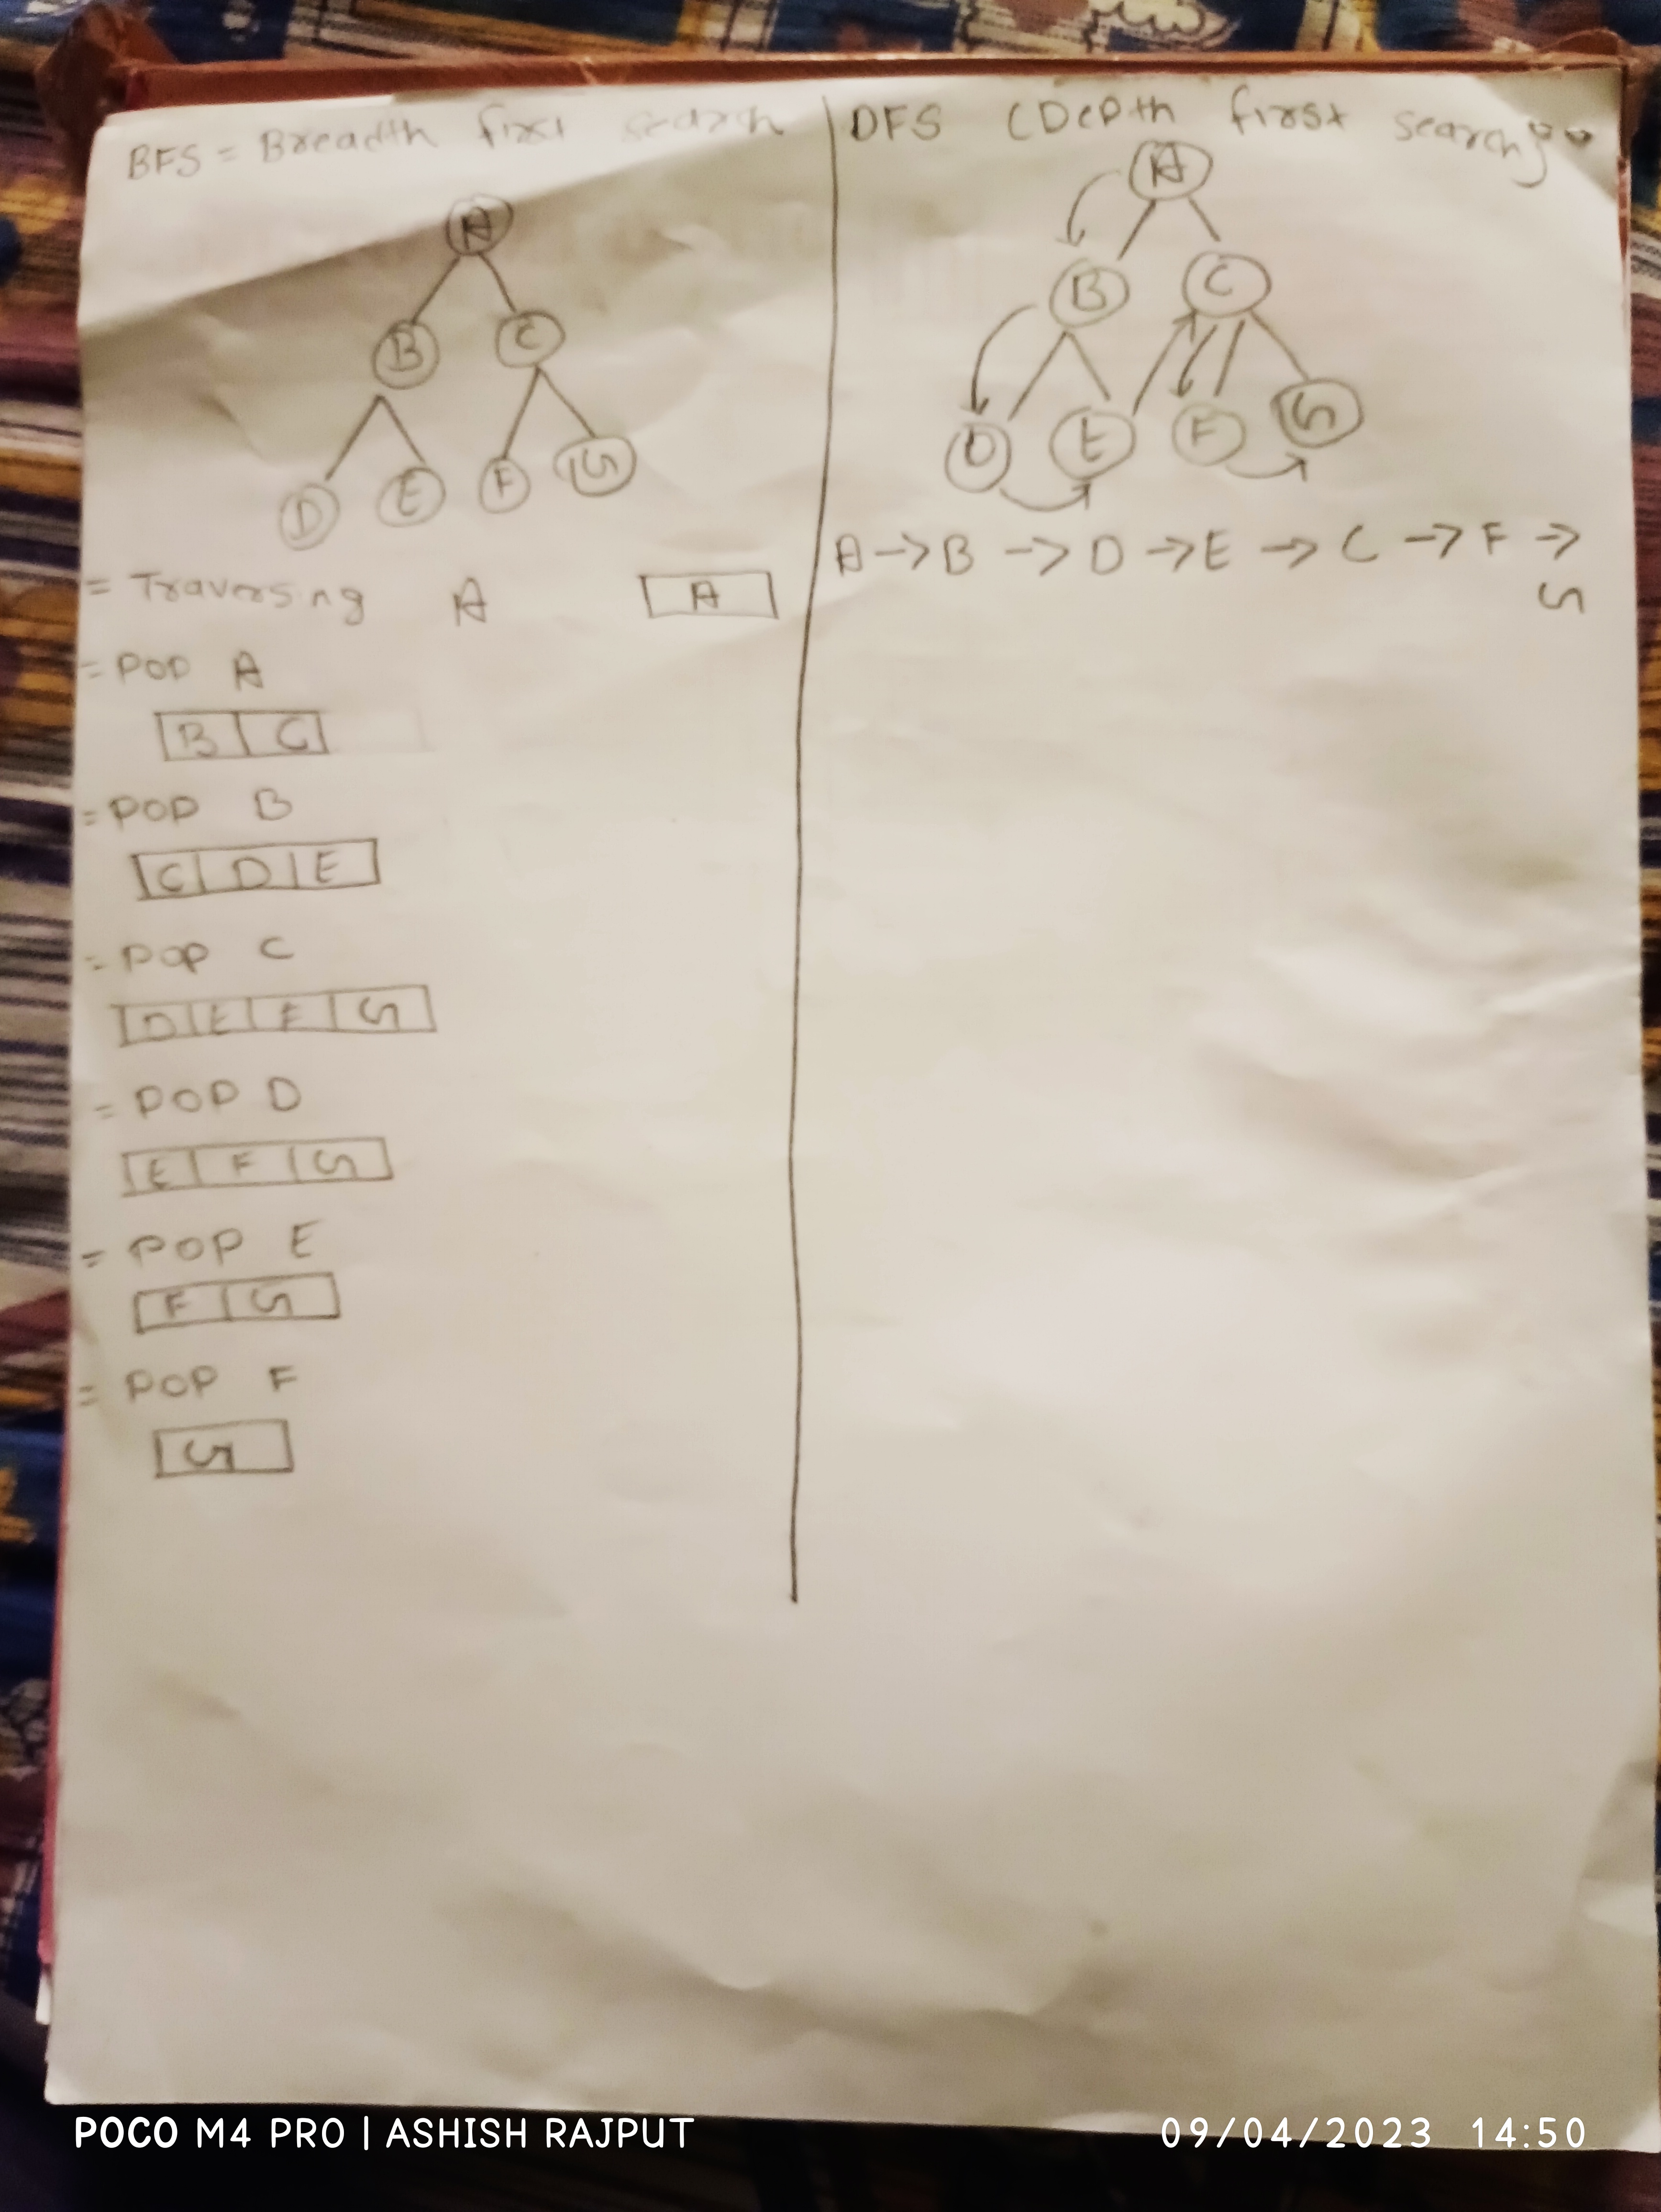 BFS = Breadth first search
A
B C
D E F G
= Traversing A A
= POP A
B C
= POP B
C D E
= POP C
D E F G
= POP D
E F G
= POP E
F G
= POP F
G
DFS (Depth first search)
A
B C
D E F G
A → B → D → E → C → F →
G
POCO M4 PRO | ASHISH RAJPUT
09/04/2023 14:50